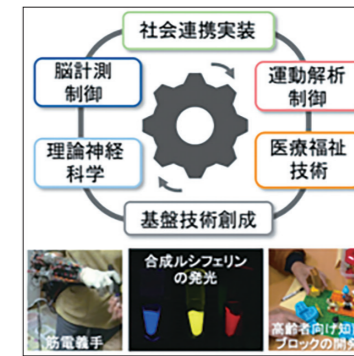 社会連携実装
脳計測
制御
運動解析
制御
理論神経
科学
医療福祉
技術
基盤技術創成
筋電義手
合成ルシフェリン
の発光
高齢者向け知
ブロックの開発